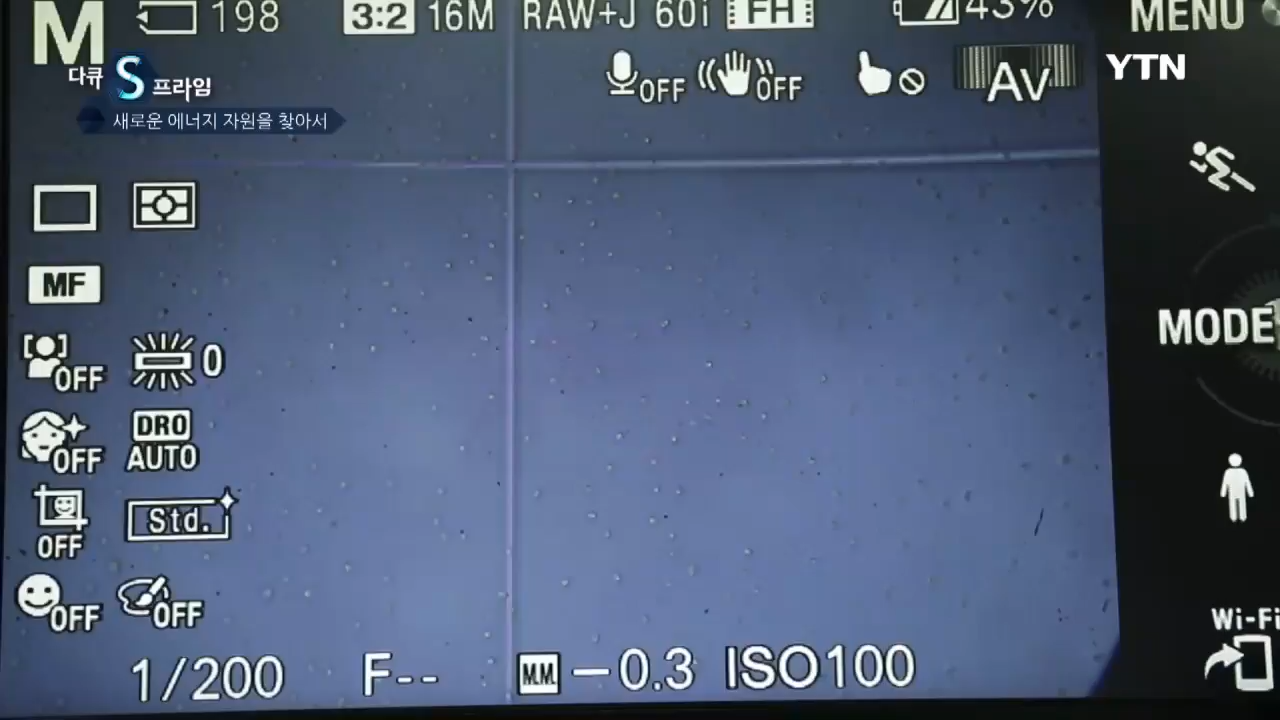 M 198 3:2 16M RAW+J 60i FH 43% MENU
다큐 S 프라임
새로운 에너지 자원을 찾아서
OFF OFF Av YTN
MF
OFF 0
OFF DRO AUTO
OFF Std.
OFF OFF
MODE
Wi-Fi
1/200 F-- M.M. -0.3 ISO100